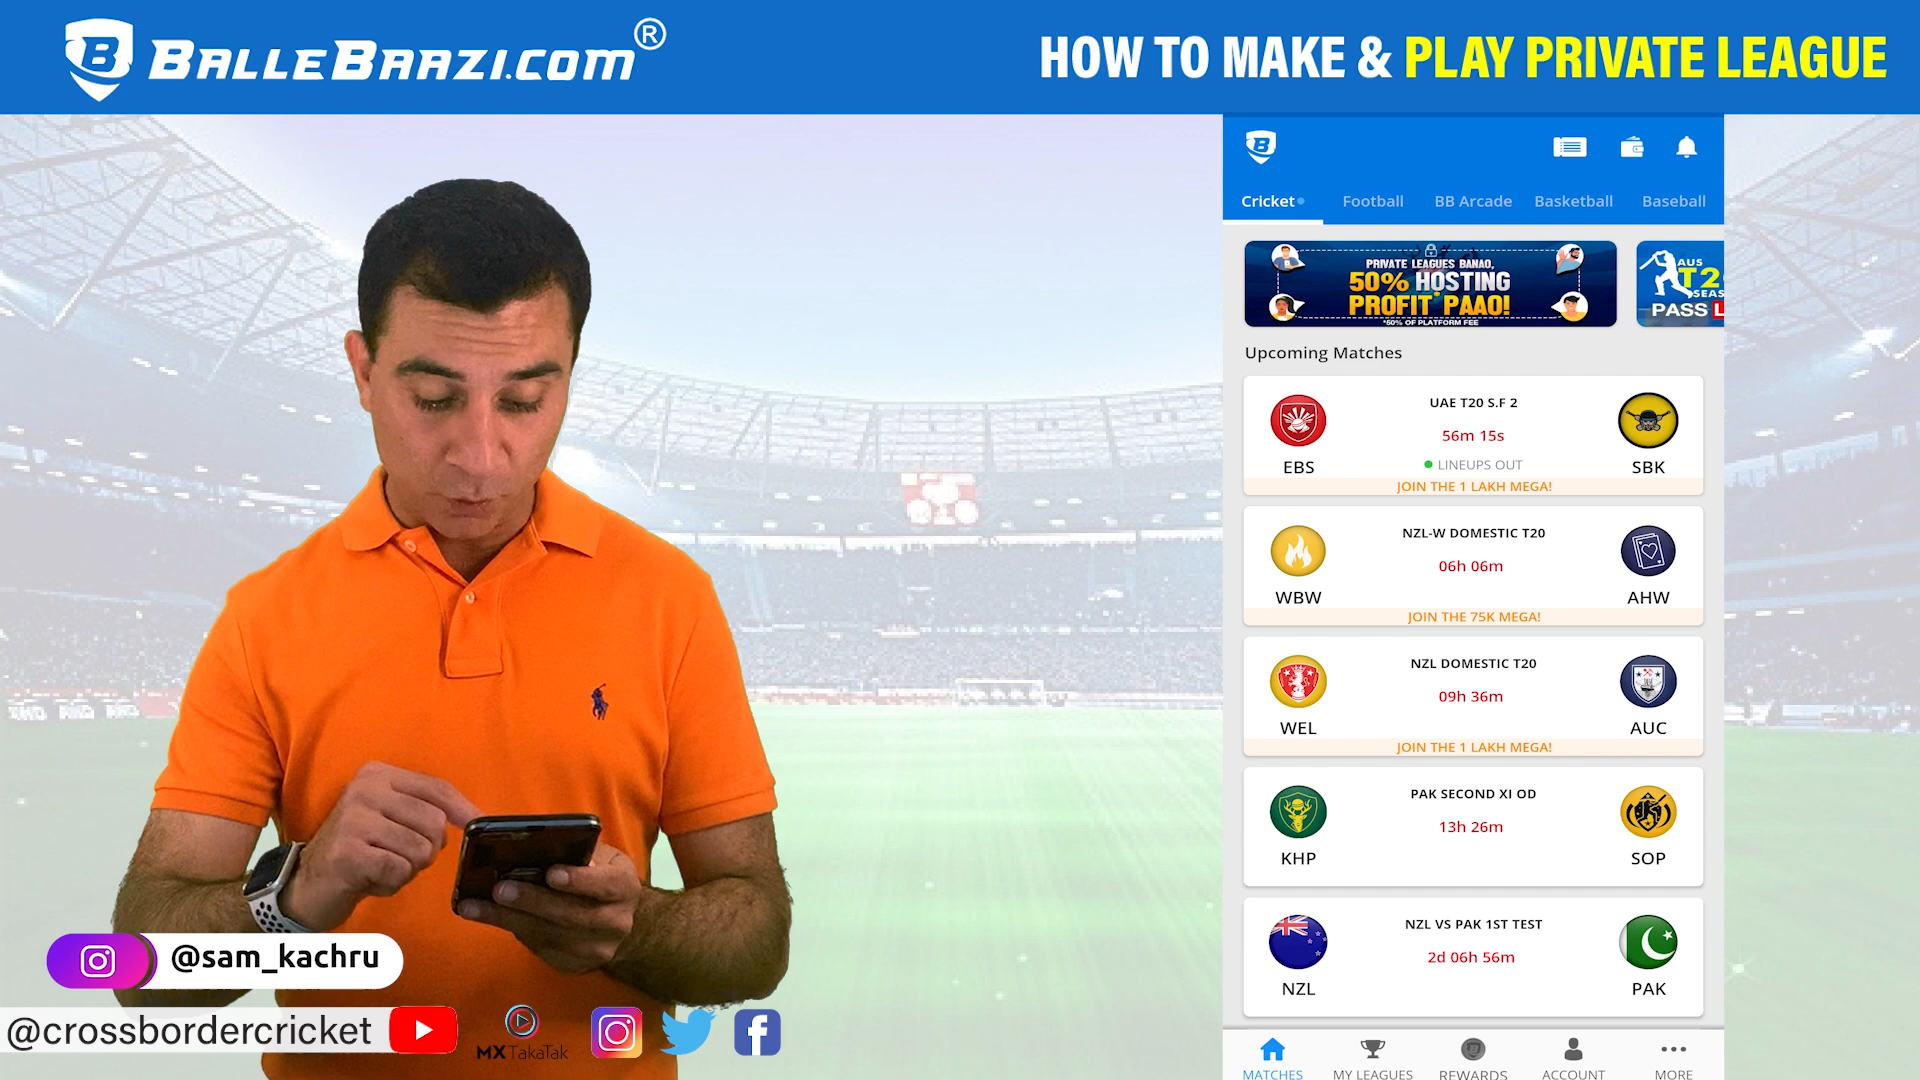 BALLEBAAZI.COM®
HOW TO MAKE & PLAY PRIVATE LEAGUE
B
Cricket
Football
BB Arcade
Basketball
Baseball
PRIVATE LEAGUES BANAO,
50% HOSTING
PROFIT* PAAO!
*50% OF PLATFORM FEE
AUS
T2
SEAS
PASS L
Upcoming Matches
UAE T20 S.F 2
56m 15s
EBS
LINEUPS OUT
SBK
JOIN THE 1 LAKH MEGA!
NZL-W DOMESTIC T20
06h 06m
WBW
AHW
JOIN THE 75K MEGA!
NZL DOMESTIC T20
09h 36m
WEL
AUC
JOIN THE 1 LAKH MEGA!
PAK SECOND XI OD
13h 26m
KHP
SOP
NZL VS PAK 1ST TEST
2d 06h 56m
NZL
PAK
MATCHES
MY LEAGUES
REWARDS
ACCOUNT
MORE
@sam_kachru
@crossbordercricket
MX TakaTak